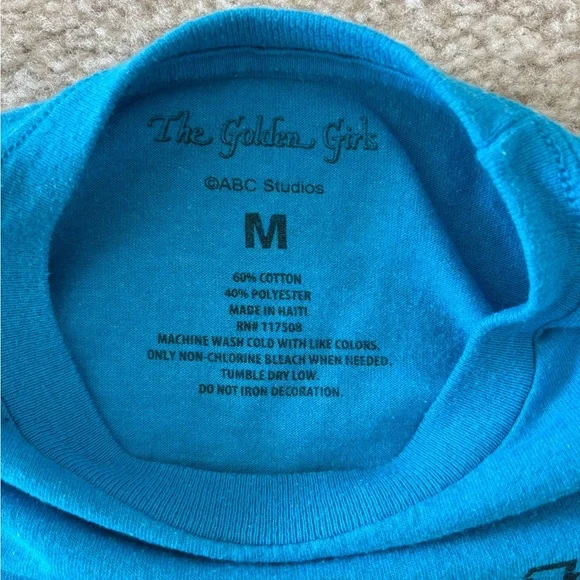 The Golden Girls
©ABC Studios
M
60% COTTON
40% POLYESTER
MADE IN HAITI
RN# 117508
MACHINE WASH COLD WITH LIKE COLORS.
ONLY NON-CHLORINE BLEACH WHEN NEEDED.
TUMBLE DRY LOW.
DO NOT IRON DECORATION.